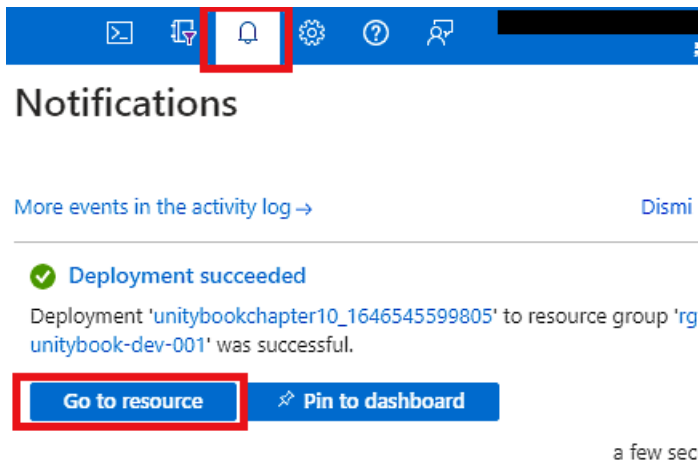 Notifications
More events in the activity log →
Dismi
Deployment succeeded
Deployment 'unitybookchapter10_1646545599805' to resource group 'rg
unitybook-dev-001' was successful.
Go to resource
Pin to dashboard
a few sec